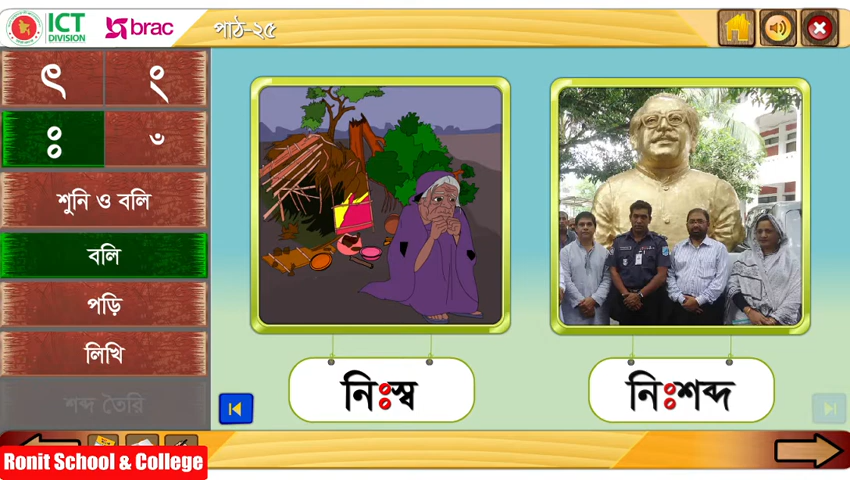 ICT
DIVISION
brac
পাঠ-২৫
ৎ
ং
ঃ
ঁ
শুনি ও বলি
বলি
পড়ি
লিখি
শব্দ তৈরি
নিঃস্ব
নিঃশব্দ
Ronit School & College